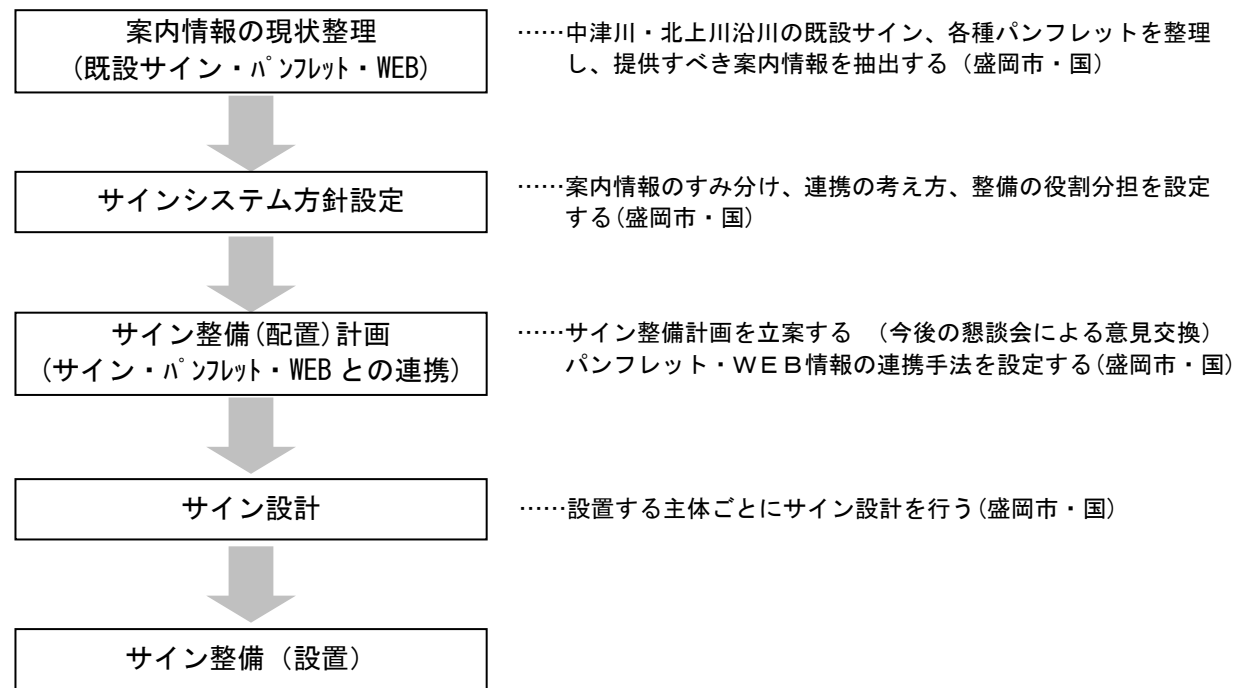 案内情報の現状整理
(既設サイン・ﾊﾟﾝﾌﾚｯﾄ・WEB)
……中津川・北上川沿川の既設サイン、各種パンフレットを整理
し、提供すべき案内情報を抽出する（盛岡市・国）
サインシステム方針設定
……案内情報のすみ分け、連携の考え方、整備の役割分担を設定
する(盛岡市・国)
サイン整備(配置)計画
(サイン・ﾊﾟﾝﾌﾚｯﾄ・WEBとの連携)
……サイン整備計画を立案する　（今後の懇談会による意見交換）
パンフレット・ＷＥＢ情報の連携手法を設定する(盛岡市・国)
サイン設計
……設置する主体ごとにサイン設計を行う(盛岡市・国)
サイン整備（設置）